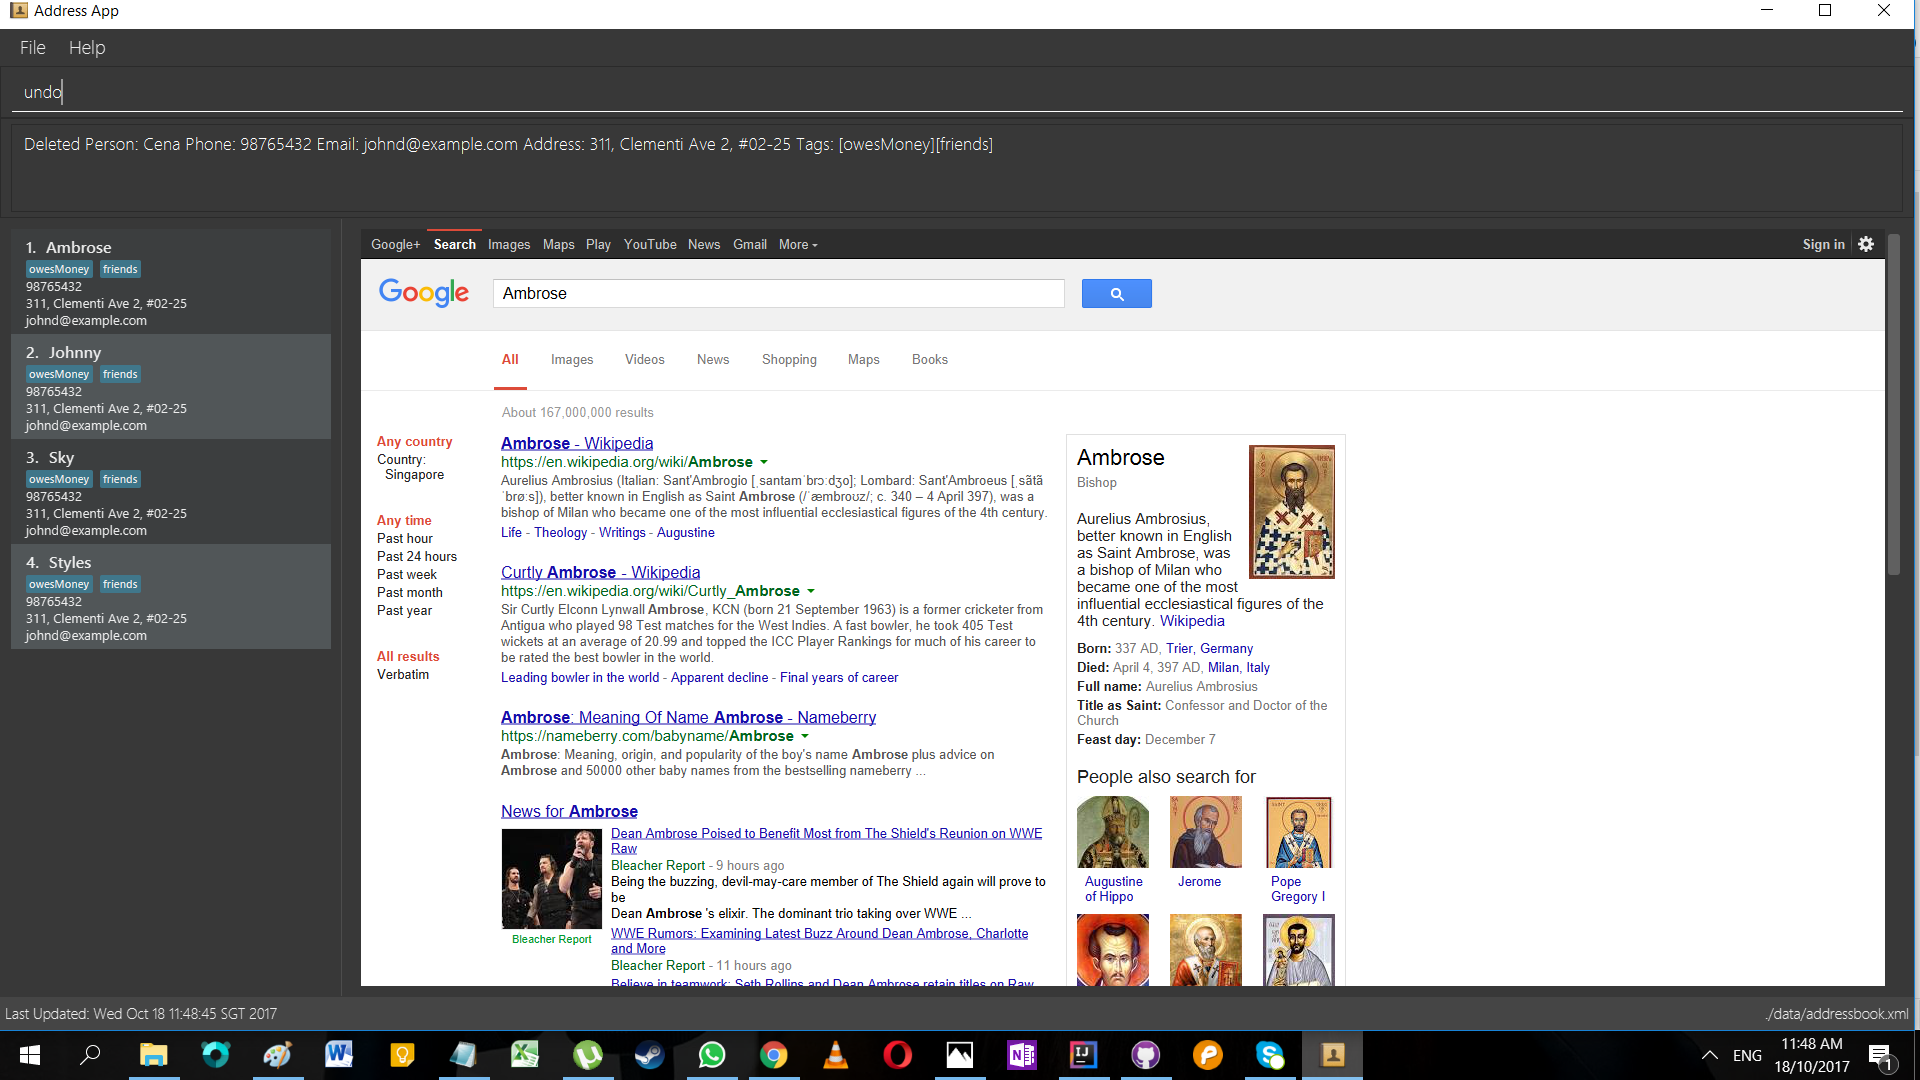 Address App
File Help
undo
Deleted Person: Cena Phone: 98765432 Email: johnd@example.com Address: 311, Clementi Ave 2, #02-25 Tags: [owesMoney][friends]
1. Ambrose
owesMoney friends
98765432
311, Clementi Ave 2, #02-25
johnd@example.com
2. Johnny
owesMoney friends
98765432
311, Clementi Ave 2, #02-25
johnd@example.com
3. Sky
owesMoney friends
98765432
311, Clementi Ave 2, #02-25
johnd@example.com
4. Styles
owesMoney friends
98765432
311, Clementi Ave 2, #02-25
johnd@example.com
Google+ Search Images Maps Play YouTube News Gmail More Sign in
Google Ambrose
All Images Videos News Shopping Maps Books
About 167,000,000 results
Any country
Country:
Singapore
Any time
Past hour
Past 24 hours
Past week
Past month
Past year
All results
Verbatim
Ambrose - Wikipedia
https://en.wikipedia.org/wiki/Ambrose
Aurelius Ambrosius (Italian: Sant'Ambrogio [ˌsantamˈbrɔːdʒo]; Lombard: Sant'Ambroeus [ˌsãtã
ˈbrøːs]), better known in English as Saint Ambrose (/ˈæmbroʊz/; c. 340 – 4 April 397), was a
bishop of Milan who became one of the most influential ecclesiastical figures of the 4th century.
Life - Theology - Writings - Augustine
Curtly Ambrose - Wikipedia
https://en.wikipedia.org/wiki/Curtly_Ambrose
Sir Curtly Elconn Lynwall Ambrose, KCN (born 21 September 1963) is a former cricketer from
Antigua who played 98 Test matches for the West Indies. A fast bowler, he took 405 Test
wickets at an average of 20.99 and topped the ICC Player Rankings for much of his career to
be rated the best bowler in the world.
Leading bowler in the world - Apparent decline - Final years of career
Ambrose: Meaning Of Name Ambrose - Nameberry
https://nameberry.com/babyname/Ambrose
Ambrose: Meaning, origin, and popularity of the boy's name Ambrose plus advice on
Ambrose and 50000 other baby names from the bestselling nameberry ...
News for Ambrose
Bleacher Report
Dean Ambrose Poised to Benefit Most from The Shield's Reunion on WWE
Raw
Bleacher Report - 9 hours ago
Being the buzzing, devil-may-care member of The Shield again will prove to
be
Dean Ambrose 's elixir. The dominant trio taking over WWE ...
WWE Rumors: Examining Latest Buzz Around Dean Ambrose, Charlotte
and More
Bleacher Report - 11 hours ago
Believe in teamwork: Seth Rollins and Dean Ambrose retain titles on Raw
Ambrose
Bishop
Aurelius Ambrosius,
better known in English
as Saint Ambrose, was
a bishop of Milan who
became one of the most
influential ecclesiastical figures of the
4th century. Wikipedia
Born: 337 AD, Trier, Germany
Died: April 4, 397 AD, Milan, Italy
Full name: Aurelius Ambrosius
Title as Saint: Confessor and Doctor of the
Church
Feast day: December 7
People also search for
Augustine
of Hippo
Jerome
Pope
Gregory I
Last Updated: Wed Oct 18 11:48:45 SGT 2017 ./data/addressbook.xml
ENG
11:48 AM
18/10/2017
1